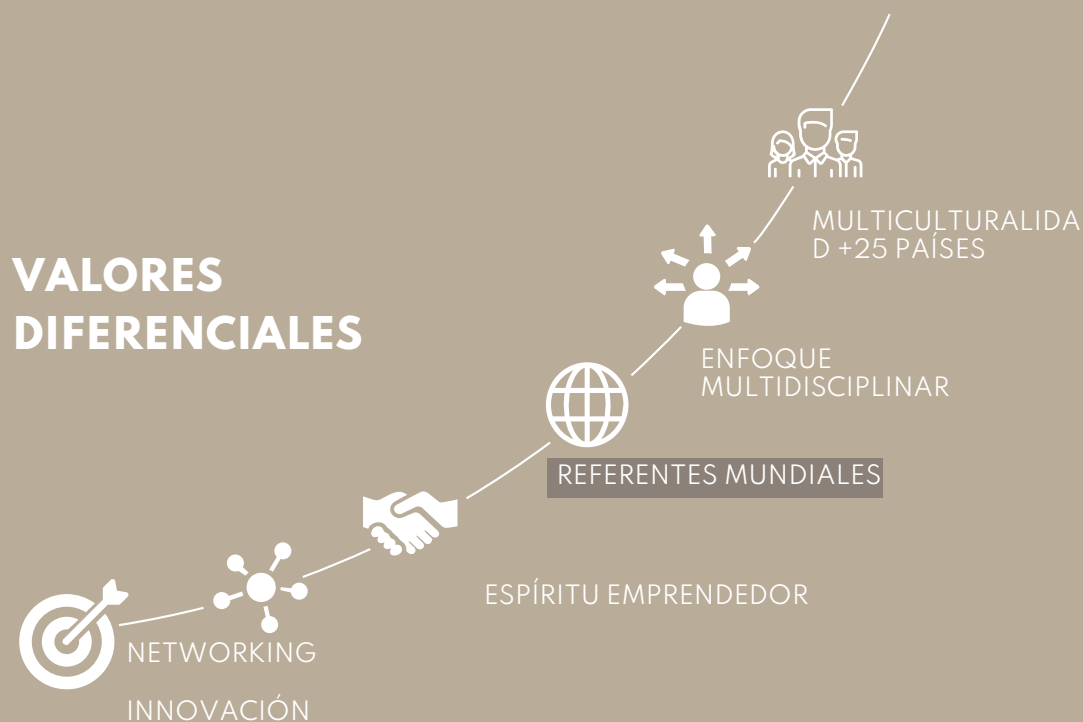 VALORES
DIFERENCIALES
MULTICULTURALIDA
D +25 PAÍSES
ENFOQUE
MULTIDISCIPLINAR
REFERENTES MUNDIALES
ESPÍRITU EMPRENDEDOR
NETWORKING
INNOVACIÓN